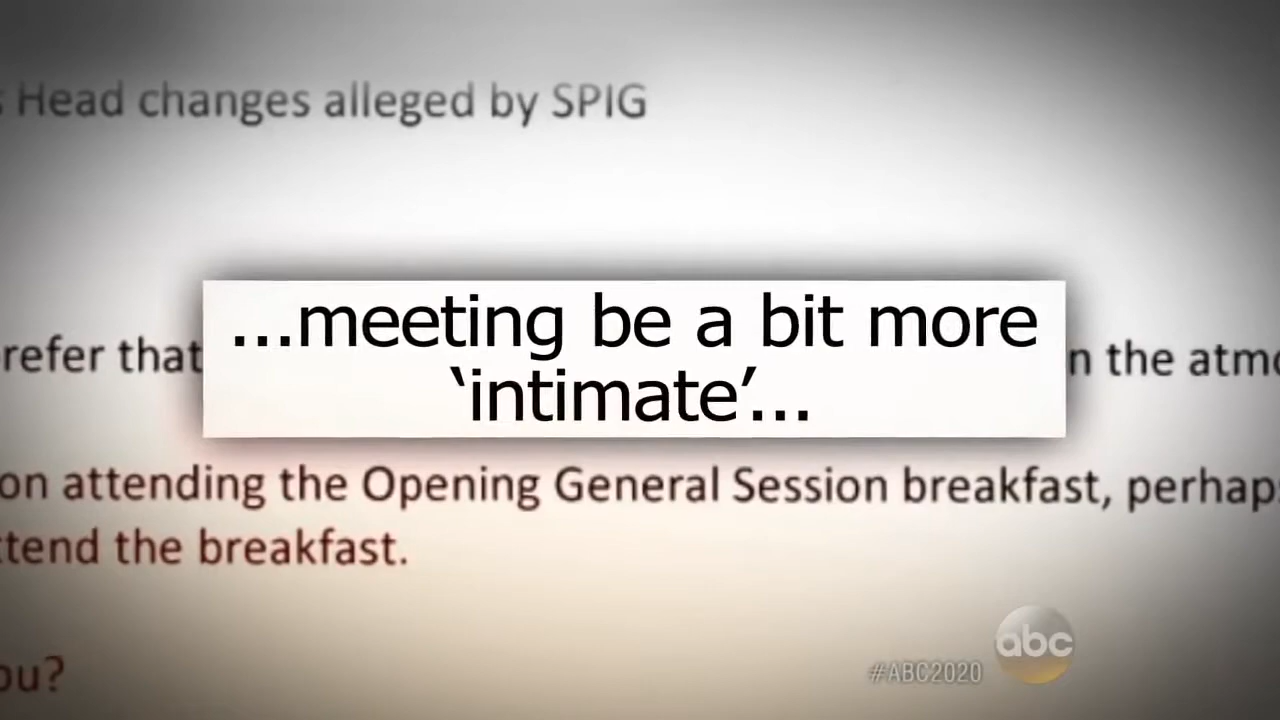 Head changes alleged by SPIG
...meeting be a bit more
‘intimate’...
refer that
n the atmo
on attending the Opening General Session breakfast, perhaps
tend the breakfast.
ou?
abc
#ABC2020